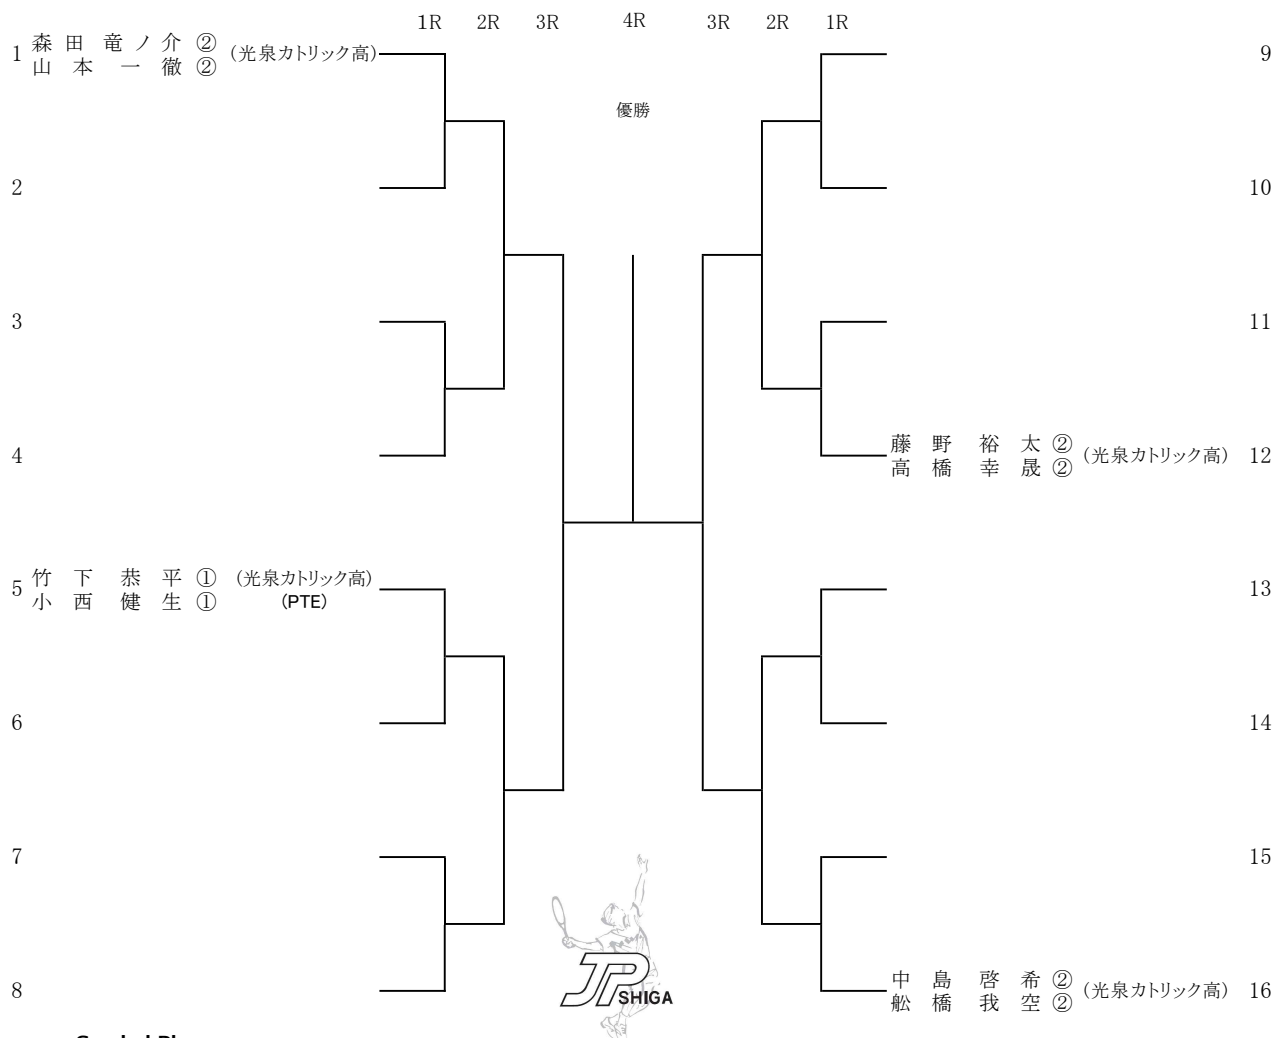 1R 2R 3R 4R 3R 2R 1R
1 森 田 竜 ノ 介 ② (光泉カトリック高)
山 本 一 徹 ②
9
優勝
2
10
3
11
4
藤 野 裕 太 ②
高 橋 幸 晟 ② (光泉カトリック高) 12
5 竹 下 恭 平 ① (光泉カトリック高)
小 西 健 生 ① (PTE)
13
6
14
7
15
8
中 島 啓 希 ②
舩 橋 我 空 ② (光泉カトリック高) 16
JP SHIGA